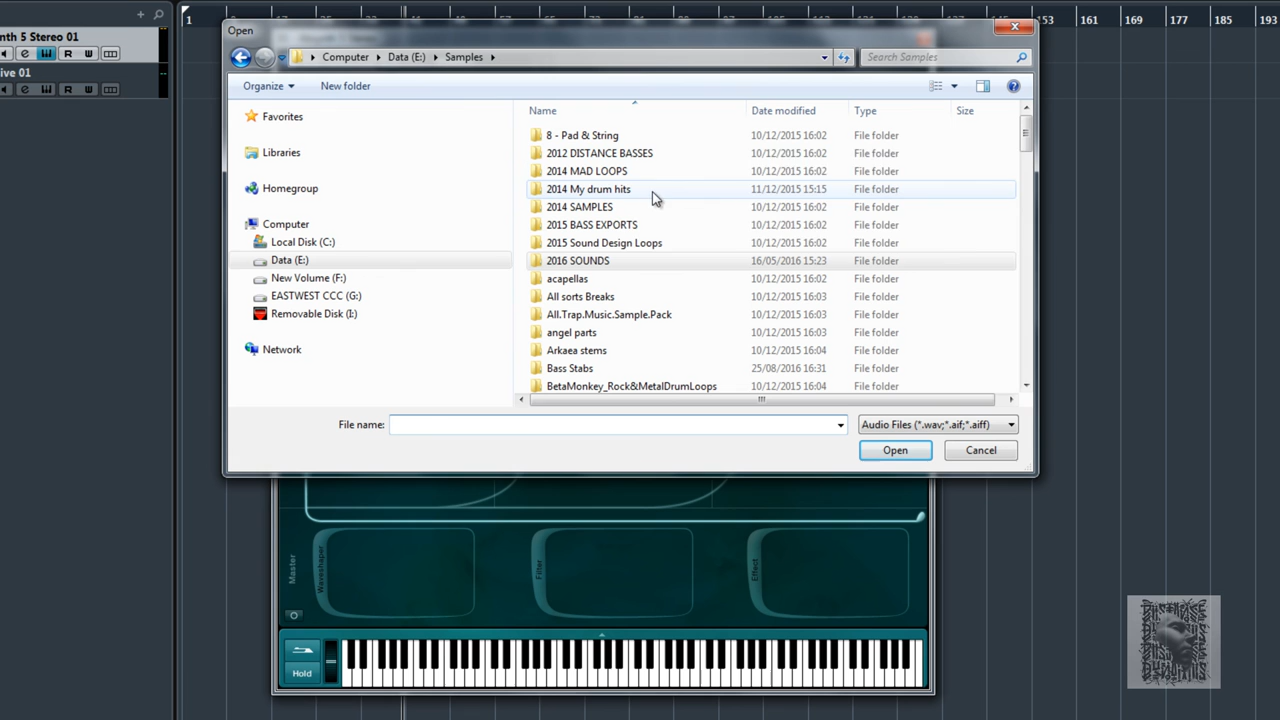 1 17 145 153 161 169 177 185 193
nth 5 Stereo 01
R
ive 01
R
Open
Computer Data (E:) Samples
Search Samples
Organize New folder
Name Date modified Type Size
Favorites
Libraries
Homegroup
Computer
Local Disk (C:)
Data (E:)
New Volume (F:)
EASTWEST CCC (G:)
Removable Disk (I:)
Network
8 - Pad & String 10/12/2015 16:02 File folder
2012 DISTANCE BASSES 10/12/2015 16:02 File folder
2014 MAD LOOPS 10/12/2015 16:02 File folder
2014 My drum hits 11/12/2015 15:15 File folder
2014 SAMPLES 10/12/2015 16:02 File folder
2015 BASS EXPORTS 10/12/2015 16:02 File folder
2015 Sound Design Loops 10/12/2015 16:02 File folder
2016 SOUNDS 16/05/2016 15:23 File folder
acapellas 10/12/2015 16:02 File folder
All sorts Breaks 10/12/2015 16:03 File folder
All.Trap.Music.Sample.Pack 10/12/2015 16:03 File folder
angel parts 10/12/2015 16:03 File folder
Arkaea stems 10/12/2015 16:04 File folder
Bass Stabs 25/08/2016 16:31 File folder
BetaMonkey_Rock&MetalDrumLoops 10/12/2015 16:04 File folder
File name:
Audio Files (*.wav;*.aif;*.aiff)
Open Cancel
Master
Waveshaper
Filter
Effect
Hold